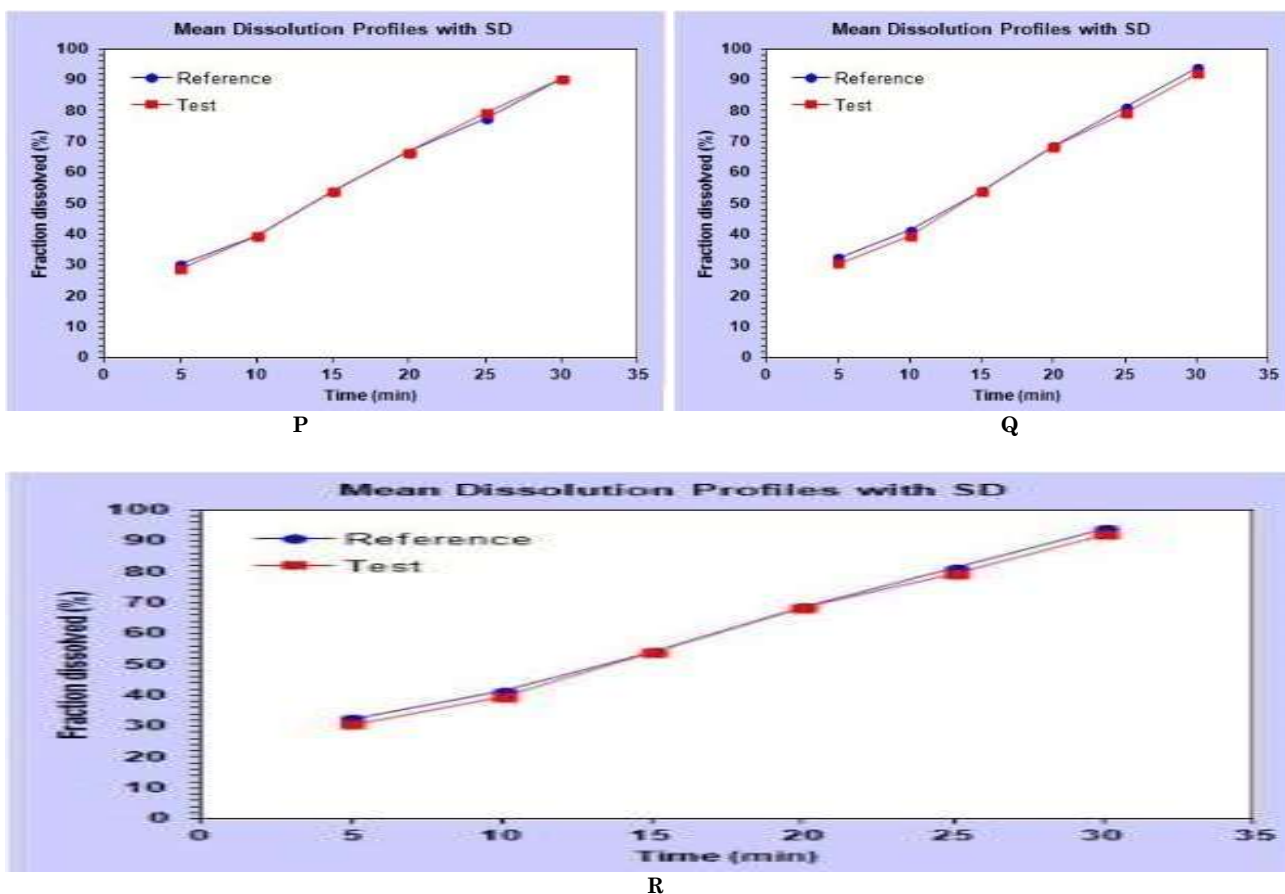 Mean Dissolution Profiles with SD
100
90
80
70
60
50
40
30
20
10
0
Fraction dissolved (%)
Reference
Test
0 5 10 15 20 25 30 35
Time (min)
P
Mean Dissolution Profiles with SD
100
90
80
70
60
50
40
30
20
10
0
Fraction dissolved (%)
Reference
Test
0 5 10 15 20 25 30 35
Time (min)
Q
Mean Dissolution Profiles with SD
100
90
80
70
60
50
40
30
20
10
0
Fraction dissolved (%)
Reference
Test
0 5 10 15 20 25 30 35
Time (min)
R